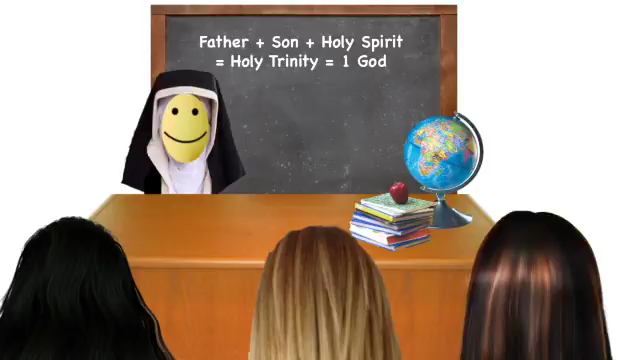 Father + Son + Holy Spirit
= Holy Trinity = 1 God